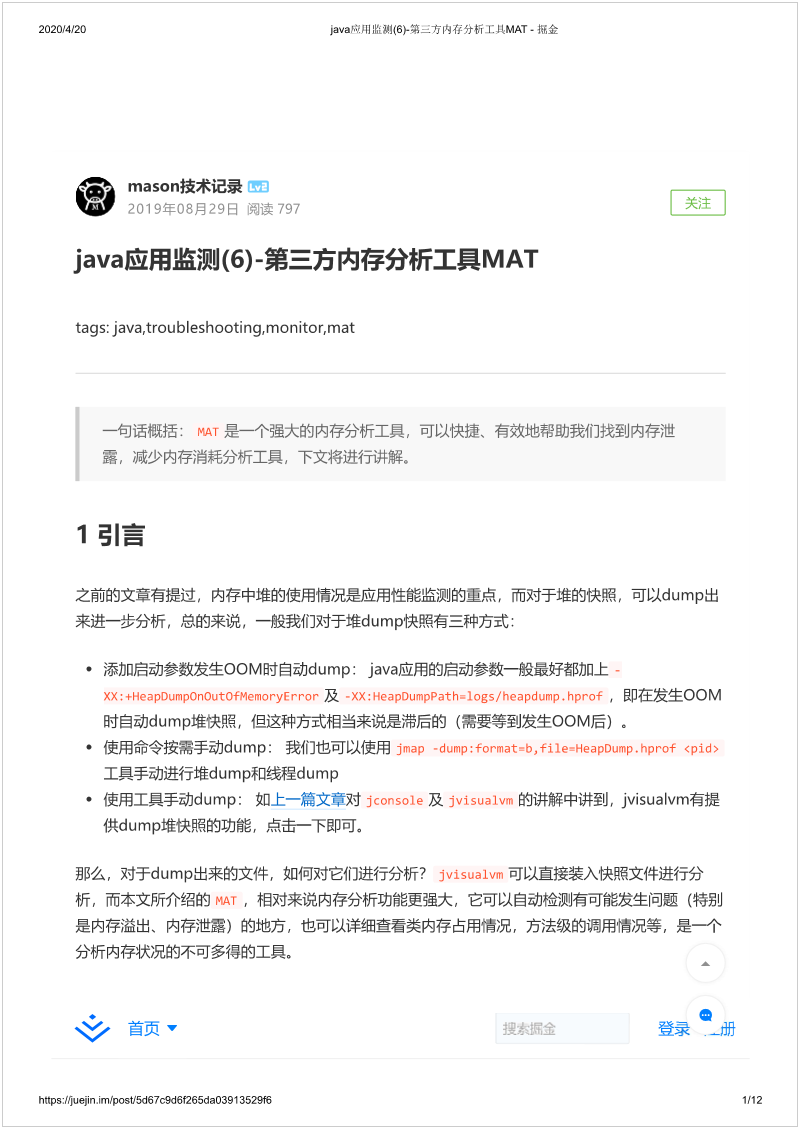 2020/4/20
java应用监测(6)-第三方内存分析工具MAT - 掘金
mason技术记录 Lv2
2019年08月29日 阅读 797
关注
java应用监测(6)-第三方内存分析工具MAT
tags: java,troubleshooting,monitor,mat
一句话概括： MAT 是一个强大的内存分析工具，可以快捷、有效地帮助我们找到内存泄
露，减少内存消耗分析工具，下文将进行讲解。
1 引言
之前的文章有提过，内存中堆的使用情况是应用性能监测的重点，而对于堆的快照，可以dump出
来进一步分析，总的来说，一般我们对于堆dump快照有三种方式：
• 添加启动参数发生OOM时自动dump： java应用的启动参数一般最好都加上 -
XX:+HeapDumpOnOutOfMemoryError 及 -XX:HeapDumpPath=logs/heapdump.hprof ，即在发生OOM
时自动dump堆快照，但这种方式相当来说是滞后的（需要等到发生OOM后）。
• 使用命令按需手动dump： 我们也可以使用 jmap -dump:format=b,file=HeapDump.hprof <pid>
工具手动进行堆dump和线程dump
• 使用工具手动dump： 如上一篇文章对 jconsole 及 jvisualvm 的讲解中讲到，jvisualvm有提
供dump堆快照的功能，点击一下即可。
那么，对于dump出来的文件，如何对它们进行分析？ jvisualvm 可以直接装入快照文件进行分
析，而本文所介绍的 MAT ，相对来说内存分析功能更强大，它可以自动检测有可能发生问题（特别
是内存溢出、内存泄露）的地方，也可以详细查看类内存占用情况，方法级的调用情况等，是一个
分析内存状况的不可多得的工具。
首页
搜索掘金
登录 册
https://juejin.im/post/5d67c9d6f265da03913529f6
1/12